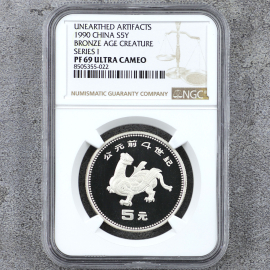 UNEARTHED ARTIFACTS
1990 CHINA S5Y
BRONZE AGE CREATURE
SERIES I
PF 69 ULTRA CAMEO
8505355-022
NUMISMATIC GUARANTY COMPANY
NGC
公元前4世纪
5元